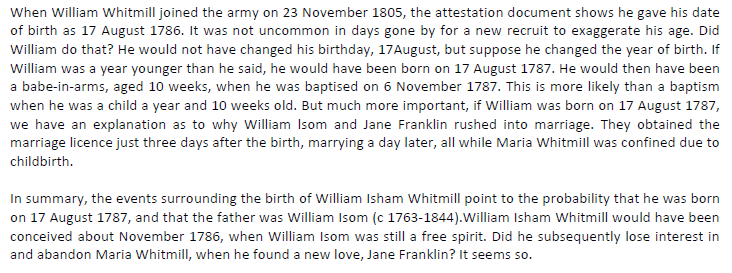 When William Whitmill joined the army on 23 November 1805, the attestation document shows he gave his date
of birth as 17 August 1786. It was not uncommon in days gone by for a new recruit to exaggerate his age. Did
William do that? He would not have changed his birthday, 17August, but suppose he changed the year of birth. If
William was a year younger than he said, he would have been born on 17 August 1787. He would then have been
a babe-in-arms, aged 10 weeks, when he was baptised on 6 November 1787. This is more likely than a baptism
when he was a child a year and 10 weeks old. But much more important, if William was born on 17 August 1787,
we have an explanation as to why William Isom and Jane Franklin rushed into marriage. They obtained the
marriage licence just three days after the birth, marrying a day later, all while Maria Whitmill was confined due to
childbirth.
In summary, the events surrounding the birth of William Isham Whitmill point to the probability that he was born
on 17 August 1787, and that the father was William Isom (c 1763-1844).William Isham Whitmill would have been
conceived about November 1786, when William Isom was still a free spirit. Did he subsequently lose interest in
and abandon Maria Whitmill, when he found a new love, Jane Franklin? It seems so.